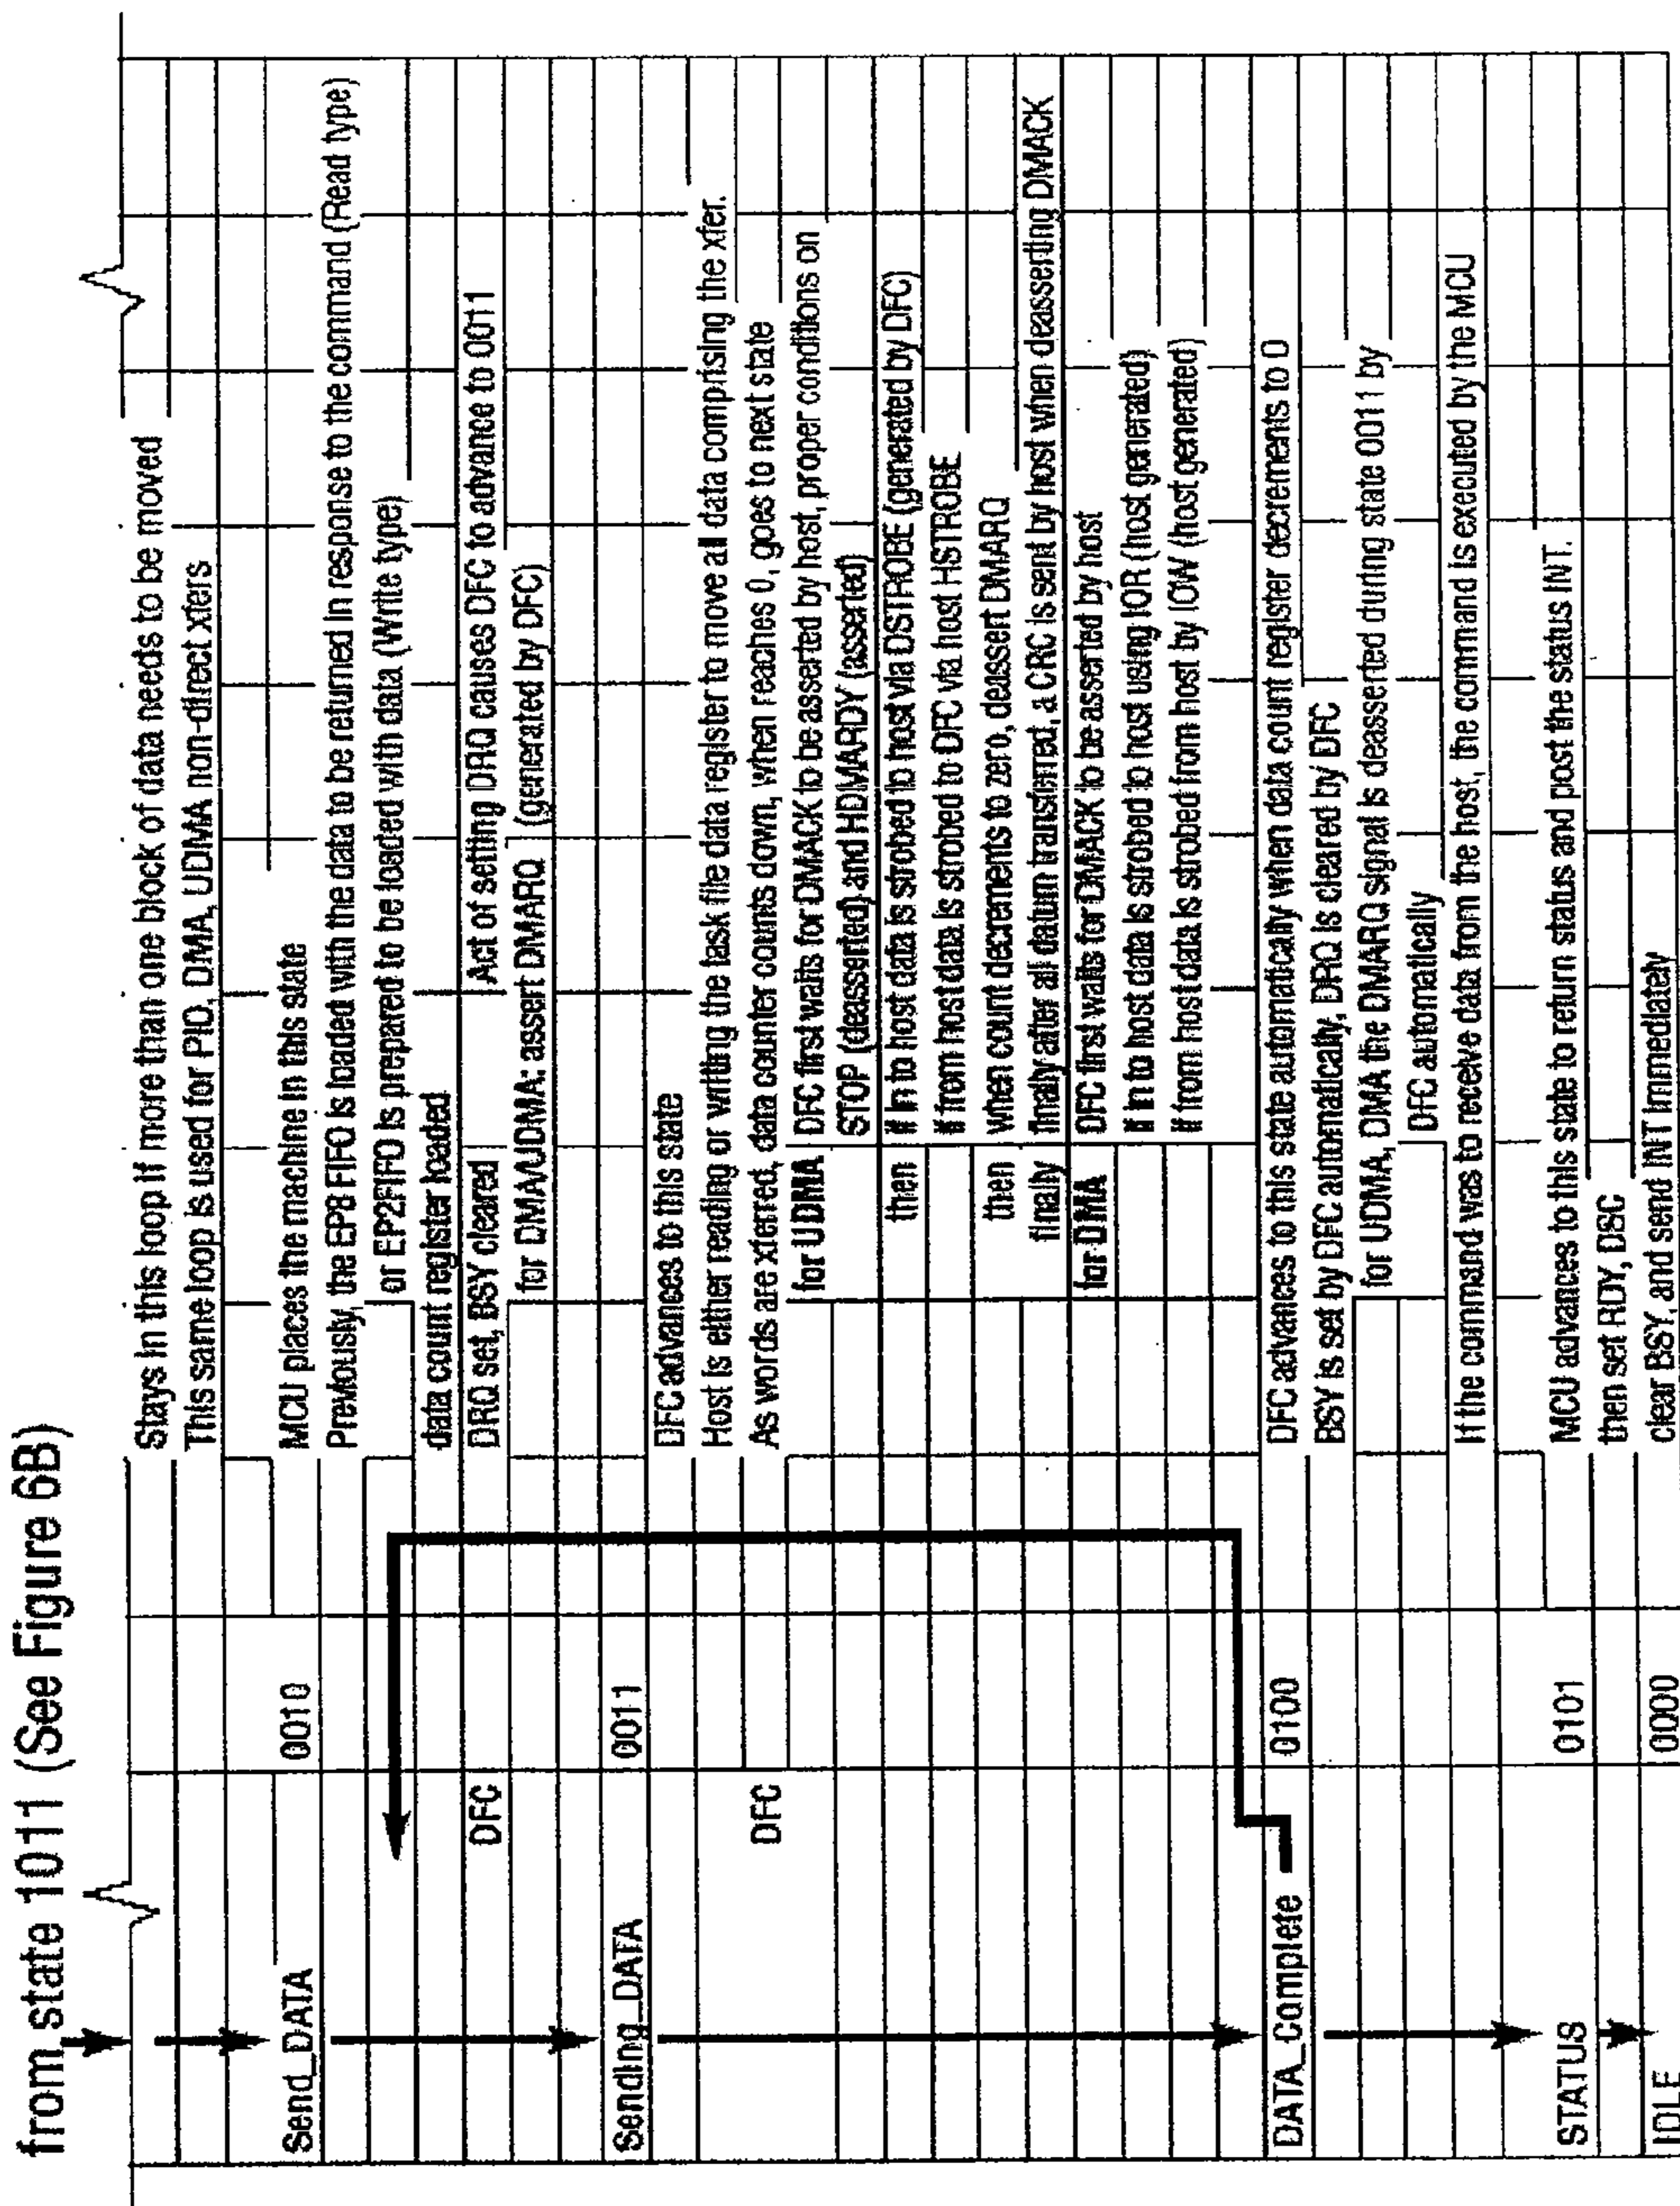 from state 1011 (See Figure 6B)
Stays in this loop if more than one block of data needs to be moved
This same loop is used for PIO, DMA, UDMA non-direct xfers
Send_DATA 0010 MCU places the machine in this state
Previously, the EP8 FIFO is loaded with the data to be returned in response to the command (Read type)
or EP2FIFO is prepared to be loaded with data (Write type)
data count register loaded
DFC DRQ set, BSY cleared Act of setting DRQ causes DFC to advance to 0011
for DMA/UDMA: assert DMARQ (generated by DFC)
Sending_DATA 0011 DFC advances to this state
Host is either reading or writing the task file data register to move all data comprising the xfer.
DFC As words are xferred, data counter counts down, when reaches 0, goes to next state
for UDMA DFC first waits for DMACK to be asserted by host, proper conditions on
STOP (deasserted) and HDMARDY (asserted)
then If in to host data is strobed to host via DSTROBE (generated by DFC)
If from host data is strobed to DFC via host HSTROBE
then when count decrements to zero, deassert DMARQ
finally finally after all datum transferred, a CRC is sent by host when deasserting DMACK
for DMA DFC first waits for DMACK to be asserted by host
If in to host data is strobed to host using IOR (host generated)
If from host data is strobed from host by IOW (host generated)
DATA_complete 0100 DFC advances to this state automatically when data count register decrements to 0
BSY is set by DFC automatically, DRQ is cleared by DFC
for UDMA, DMA the DMARQ signal is deasserted during state 0011 by
DFC automatically
If the command was to receive data from the host, the command is executed by the MCU
STATUS 0101 MCU advances to this state to return status and post the status INT.
then set RDY, DSC
IDLE 0000 clear BSY, and send INT immediately